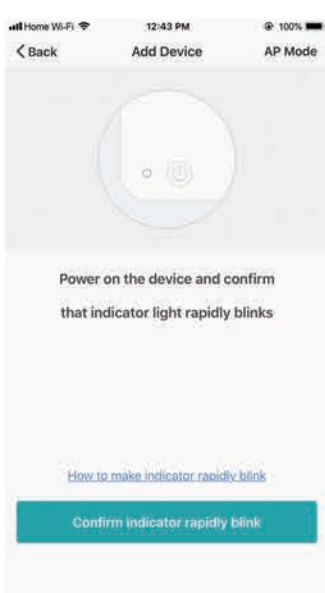 Home Wi-Fi 12:43 PM 100%
Back Add Device AP Mode
Power on the device and confirm
that indicator light rapidly blinks
How to make indicator rapidly blink
Confirm indicator rapidly blink